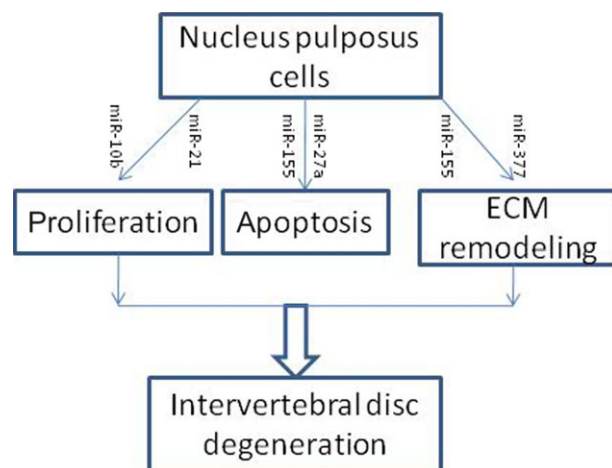 Nucleus pulposus
cells
miR-10b
miR-21
miR-155
miR-27a
miR-155
miR-377
Proliferation
Apoptosis
ECM
remodeling
Intervertebral disc
degeneration